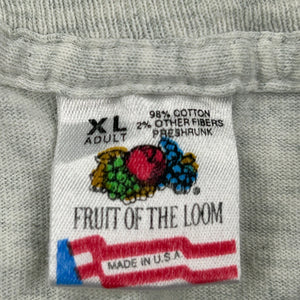 XL
ADULT
98% COTTON
2% OTHER FIBERS
PRESHRUNK
®
FRUIT OF THE LOOM
MADE IN U.S.A